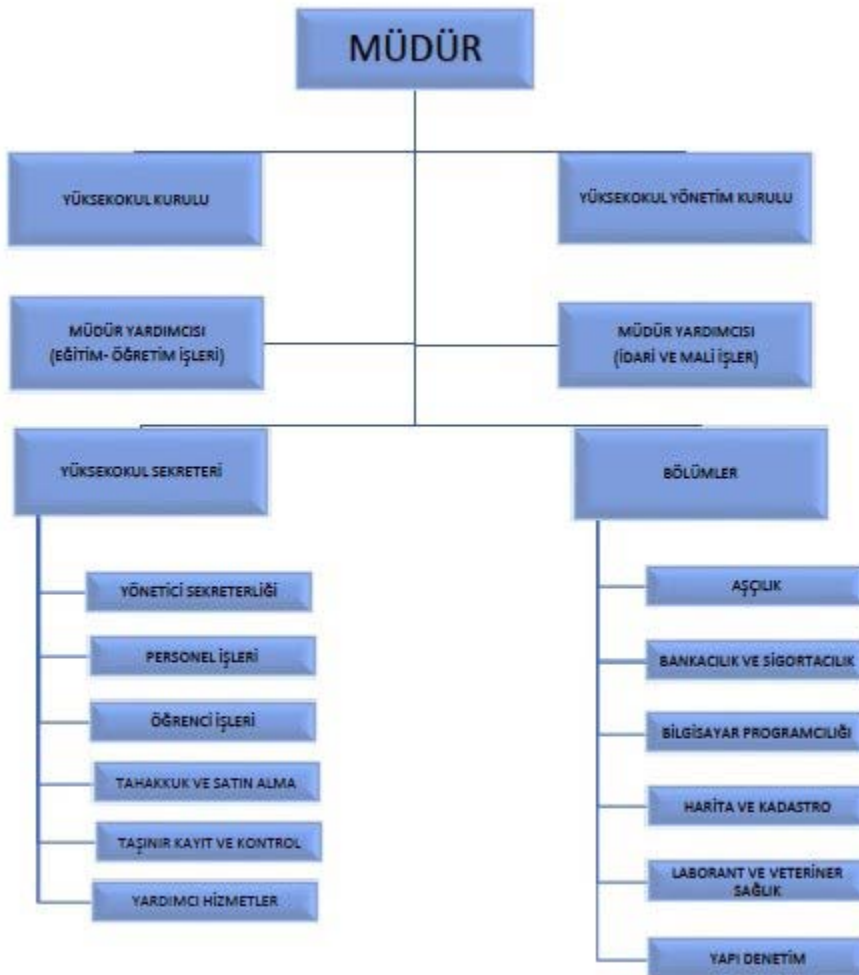 MÜDÜR
YÜKSEKOKUL KURULU
YÜKSEKOKUL YÖNETİM KURULU
MÜDÜR YARDIMCISI
(EĞİTİM- ÖĞRETİM İŞLERİ)
MÜDÜR YARDIMCISI
(İDARİ VE MALİ İŞLER)
YÜKSEKOKUL SEKRETERİ
YÖNETİCİ SEKRETERLİĞİ
PERSONEL İŞLERİ
ÖĞRENCİ İŞLERİ
TAHAKKUK VE SATIN ALMA
TAŞINIR KAYIT VE KONTROL
YARDIMCI HİZMETLER
BÖLÜMLER
AŞÇILIK
BANKACILIK VE SİGORTACILIK
BİLGİSAYAR PROGRAMCILIĞI
HARİTA VE KADASTRO
LABORANT VE VETERİNER
SAĞLIK
YAPI DENETİM